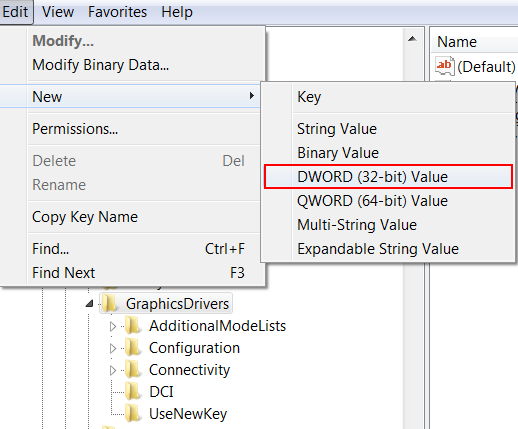 Edit View Favorites Help
Modify...
Modify Binary Data...
New
Permissions...
Delete Del
Rename
Copy Key Name
Find... Ctrl+F
Find Next F3
Key
String Value
Binary Value
DWORD (32-bit) Value
QWORD (64-bit) Value
Multi-String Value
Expandable String Value
Name
ab (Default)
GraphicsDrivers
AdditionalModeLists
Configuration
Connectivity
DCI
UseNewKey